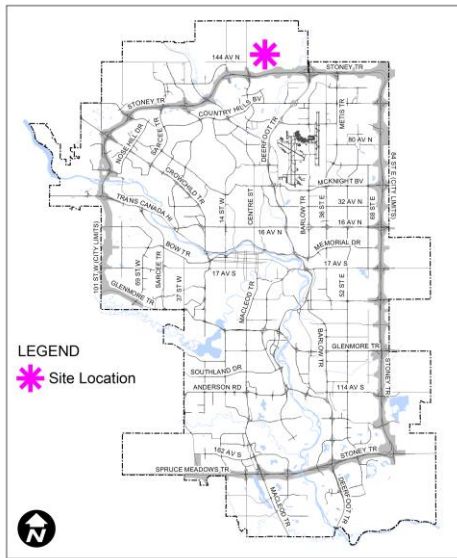 144 AV N
STONEY TR
STONEY TR
COUNTRY HILLS BV
DEERFOOT TR
METIS TR
NOSE HILL DR
SARCEE TR
CROWCHILD TR
80 AV N
84 ST E (CITY LIMITS)
MCKNIGHT BV
32 AV N
TRANS CANADA HI
14 ST W
CENTRE ST
BARLOW TR
36 ST E
68 ST E
16 AV N
16 AV N
BOW TR
MEMORIAL DR
101 ST W (CITY LIMITS)
69 ST W
SARCEE TR
37 ST W
17 AV S
17 AV S
52 ST E
GLENMORE TR
MACLEOD TR
BARLOW TR
GLENMORE TR
LEGEND
Site Location
SOUTHLAND DR
ANDERSON RD
114 AV S
STONEY TR
162 AV S
STONEY TR
SPRUCE MEADOWS TR
MACLEOD TR
DEERFOOT TR
N